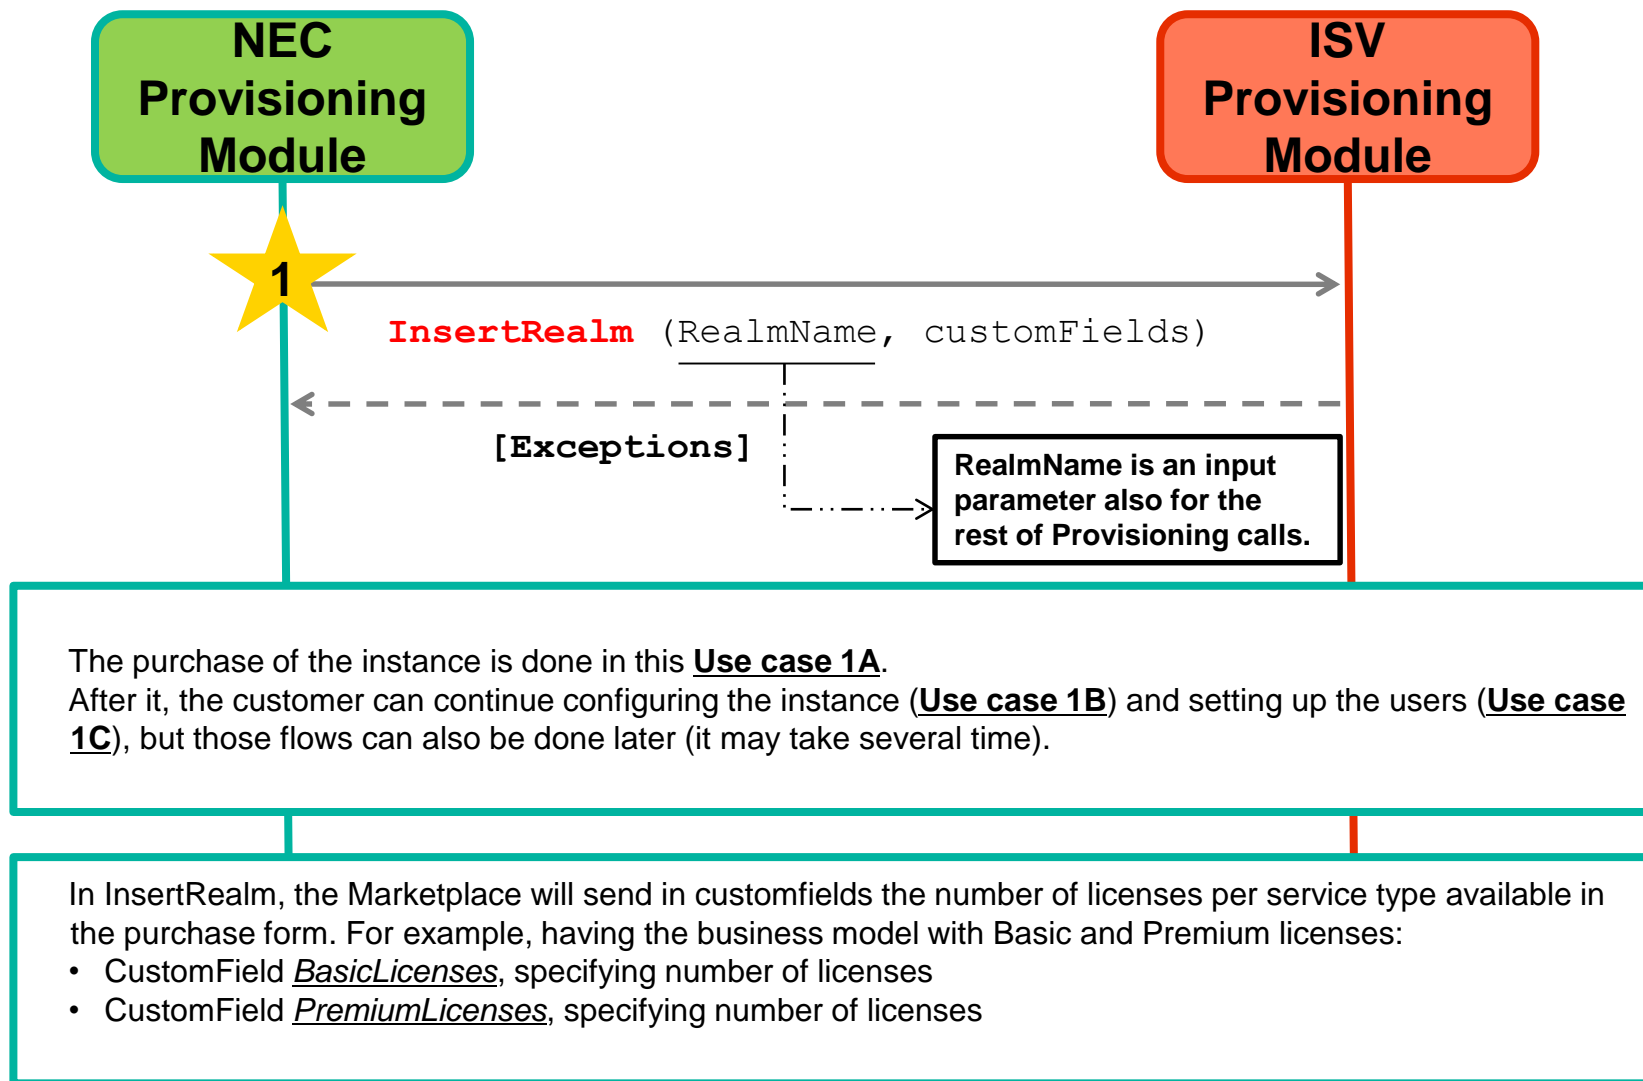 NEC
Provisioning
Module
ISV
Provisioning
Module
1
InsertRealm (RealmName, customFields)
[Exceptions]
RealmName is an input
parameter also for the
rest of Provisioning calls.
The purchase of the instance is done in this Use case 1A.
After it, the customer can continue configuring the instance (Use case 1B) and setting up the users (Use case
1C), but those flows can also be done later (it may take several time).
In InsertRealm, the Marketplace will send in customfields the number of licenses per service type available in
the purchase form. For example, having the business model with Basic and Premium licenses:
• CustomField BasicLicenses, specifying number of licenses
• CustomField PremiumLicenses, specifying number of licenses